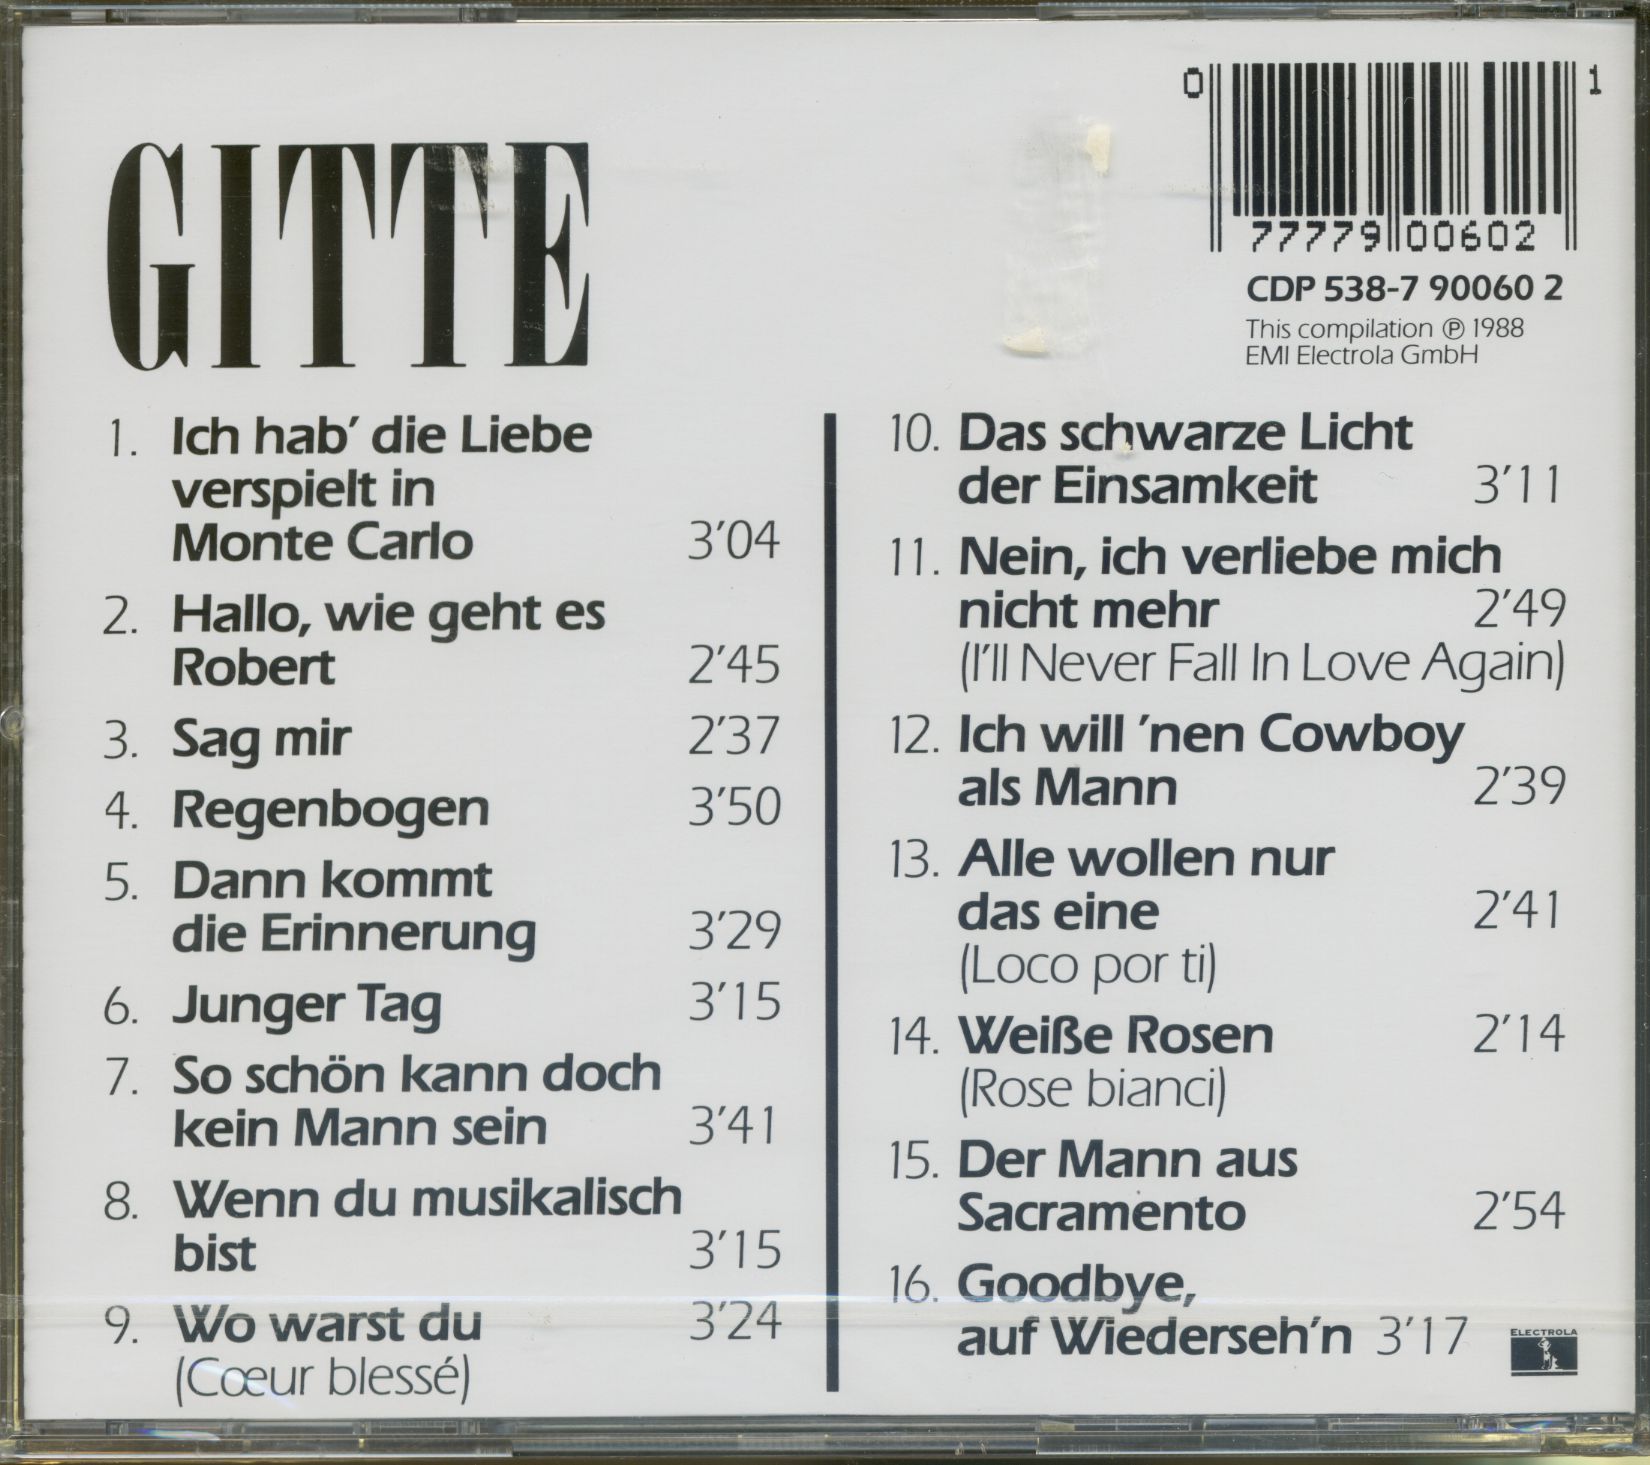 0 77779 00602 1
CDP 538-7 90060 2
This compilation ℗ 1988
EMI Electrola GmbH
GITTE
1. Ich hab' die Liebe
verspielt in
Monte Carlo 3'04
2. Hallo, wie geht es
Robert 2'45
3. Sag mir 2'37
4. Regenbogen 3'50
5. Dann kommt
die Erinnerung 3'29
6. Junger Tag 3'15
7. So schön kann doch
kein Mann sein 3'41
8. Wenn du musikalisch
bist 3'15
9. Wo warst du 3'24
(Cœur blessé)
10. Das schwarze Licht
der Einsamkeit 3'11
11. Nein, ich verliebe mich
nicht mehr 2'49
(I'll Never Fall In Love Again)
12. Ich will 'nen Cowboy
als Mann 2'39
13. Alle wollen nur
das eine 2'41
(Loco por ti)
14. Weiße Rosen 2'14
(Rose bianci)
15. Der Mann aus
Sacramento 2'54
16. Goodbye,
auf Wiederseh'n 3'17
ELECTROLA